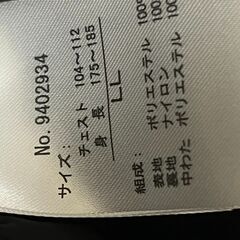 No. 9402934
サイズ:
チェスト 104～112
身長 175～185
LL
組成:
表地 ポリエステル 100%
裏地 ナイロン 100%
中わた ポリエステル